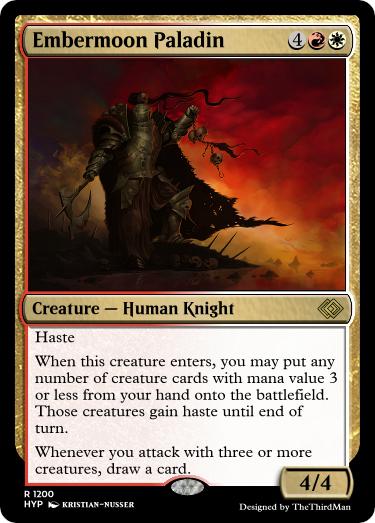 Embermoon Paladin 4
Creature — Human Knight
Haste
When this creature enters, you may put any
number of creature cards with mana value 3
or less from your hand onto the battlefield.
Those creatures gain haste until end of
turn.
Whenever you attack with three or more
creatures, draw a card.
4/4
R 1200
HYP KRISTIAN-NUSSER
Designed by TheThirdMan